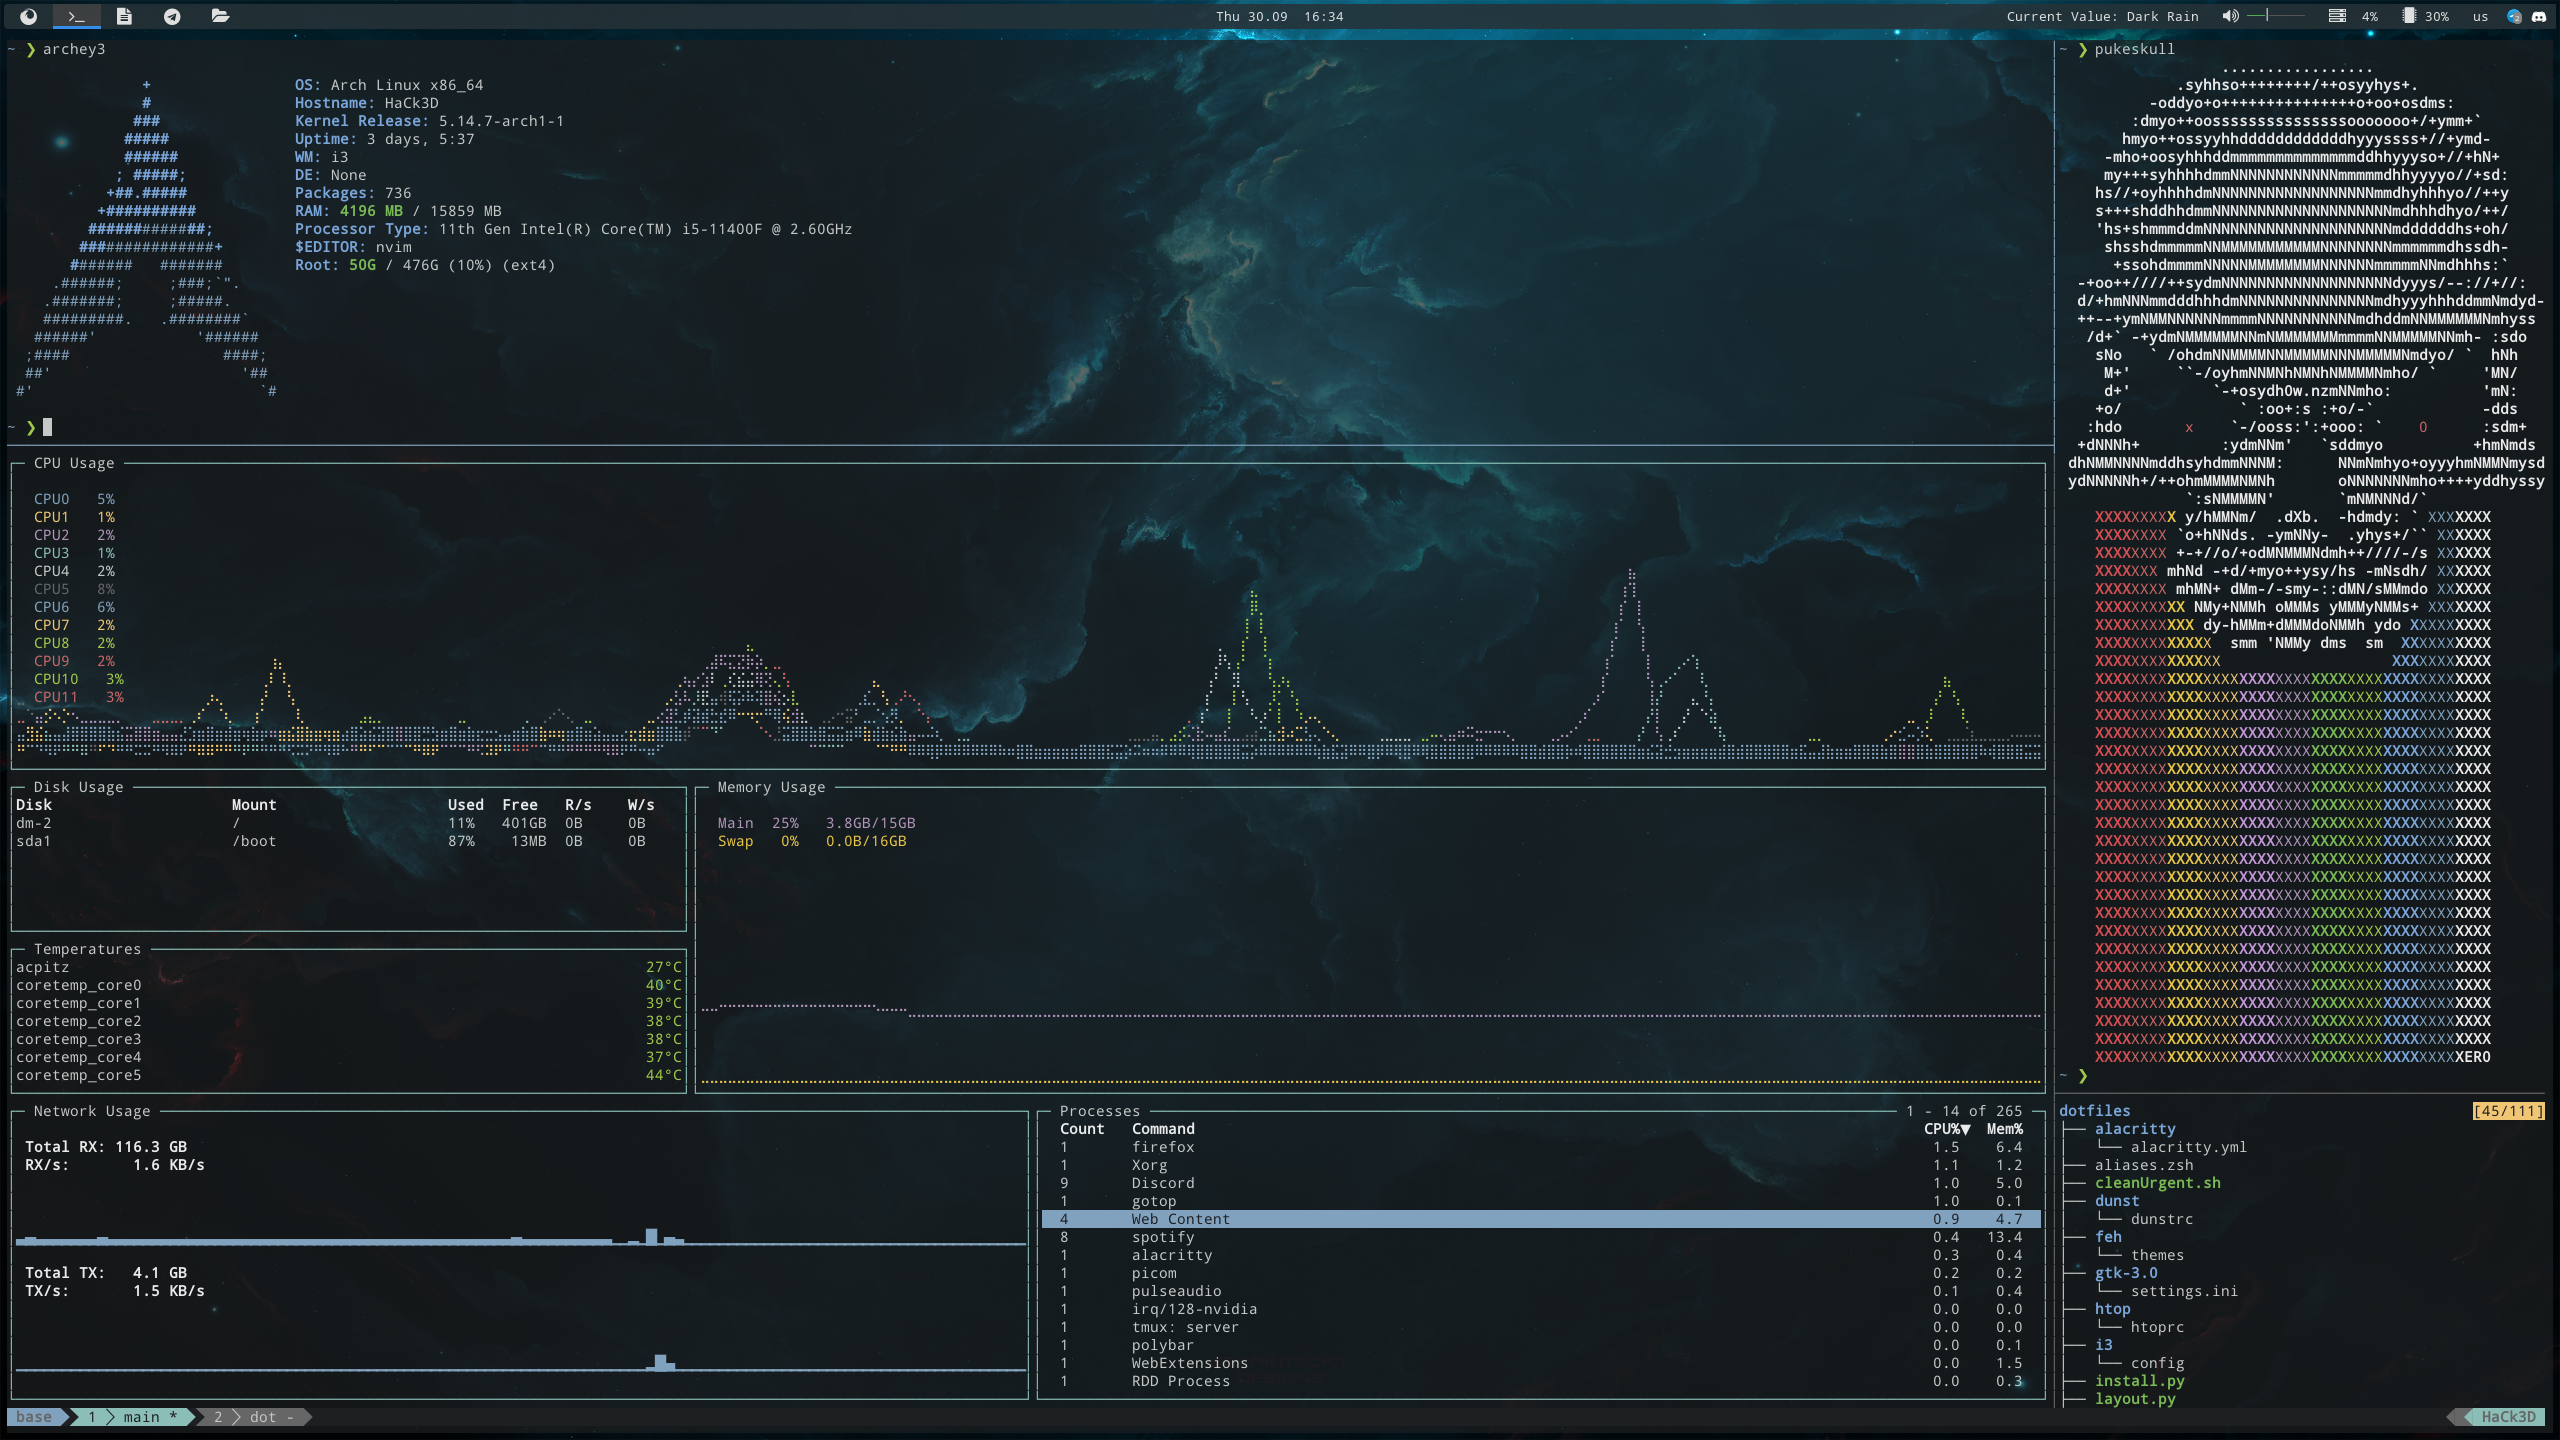 Thu 30.09 16:34
Current Value: Dark Rain 4% 30% us
~ ❯ archey3
OS: Arch Linux x86_64
Hostname: HaCk3D
Kernel Release: 5.14.7-arch1-1
Uptime: 3 days, 5:37
WM: i3
DE: None
Packages: 736
RAM: 4196 MB / 15859 MB
Processor Type: 11th Gen Intel(R) Core(TM) i5-11400F @ 2.60GHz
$EDITOR: nvim
Root: 50G / 476G (10%) (ext4)
~ ❯
CPU Usage
CPU0 5%
CPU1 1%
CPU2 2%
CPU3 1%
CPU4 2%
CPU5 8%
CPU6 6%
CPU7 2%
CPU8 2%
CPU9 2%
CPU10 3%
CPU11 3%
Disk Usage
Disk Mount Used Free R/s W/s
dm-2 / 11% 401GB 0B 0B
sda1 /boot 87% 13MB 0B 0B
Memory Usage
Main 25% 3.8GB/15GB
Swap 0% 0.0B/16GB
Temperatures
acpitz 27°C
coretemp_core0 40°C
coretemp_core1 39°C
coretemp_core2 38°C
coretemp_core3 38°C
coretemp_core4 37°C
coretemp_core5 44°C
Network Usage
Total RX: 116.3 GB
RX/s: 1.6 KB/s
Total TX: 4.1 GB
TX/s: 1.5 KB/s
Processes 1 - 14 of 265
Count Command CPU%▼ Mem%
1 firefox 1.5 6.4
1 Xorg 1.1 1.2
9 Discord 1.0 5.0
1 gotop 1.0 0.1
4 Web Content 0.9 4.7
8 spotify 0.4 13.4
1 alacritty 0.3 0.4
1 picom 0.2 0.2
1 pulseaudio 0.1 0.4
1 irq/128-nvidia 0.0 0.0
1 tmux: server 0.0 0.0
1 polybar 0.0 0.1
1 WebExtensions 0.0 1.5
1 RDD Process 0.0 0.3
~ ❯ pukeskull
XERO
~ ❯
dotfiles [45/111]
├── alacritty
│ └── alacritty.yml
├── aliases.zsh
├── cleanUrgent.sh
├── dunst
│ └── dunstrc
├── feh
│ └── themes
├── gtk-3.0
│ └── settings.ini
├── htop
│ └── htoprc
├── i3
│ └── config
├── install.py
├── layout.py
base 1 main * 2 dot - HaCk3D